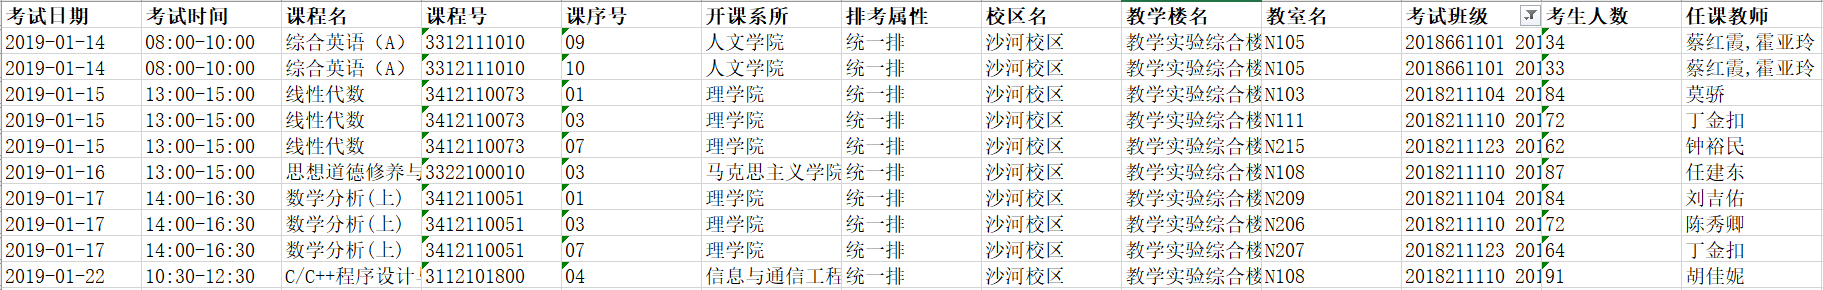 考试日期 考试时间 课程名 课程号 课序号 开课系所 排考属性 校区名 教学楼名 教室名 考试班级 考生人数 任课教师
2019-01-14 08:00-10:00 综合英语（A） 3312111010 09 人文学院 统一排 沙河校区 教学实验综合楼 N105 2018661101 201 34 蔡红霞,霍亚玲
2019-01-14 08:00-10:00 综合英语（A） 3312111010 10 人文学院 统一排 沙河校区 教学实验综合楼 N105 2018661101 201 33 蔡红霞,霍亚玲
2019-01-15 13:00-15:00 线性代数 3412110073 01 理学院 统一排 沙河校区 教学实验综合楼 N103 2018211104 201 84 莫骄
2019-01-15 13:00-15:00 线性代数 3412110073 03 理学院 统一排 沙河校区 教学实验综合楼 N111 2018211110 201 72 丁金扣
2019-01-15 13:00-15:00 线性代数 3412110073 07 理学院 统一排 沙河校区 教学实验综合楼 N215 2018211123 201 62 钟裕民
2019-01-16 13:00-15:00 思想道德修养与 3322100010 03 马克思主义学院 统一排 沙河校区 教学实验综合楼 N108 2018211110 201 87 任建东
2019-01-17 14:00-16:30 数学分析(上) 3412110051 01 理学院 统一排 沙河校区 教学实验综合楼 N209 2018211104 201 84 刘吉佑
2019-01-17 14:00-16:30 数学分析(上) 3412110051 03 理学院 统一排 沙河校区 教学实验综合楼 N206 2018211110 201 72 陈秀卿
2019-01-17 14:00-16:30 数学分析(上) 3412110051 07 理学院 统一排 沙河校区 教学实验综合楼 N207 2018211123 201 64 丁金扣
2019-01-22 10:30-12:30 C/C++程序设计 3112101800 04 信息与通信工程 统一排 沙河校区 教学实验综合楼 N108 2018211110 201 91 胡佳妮